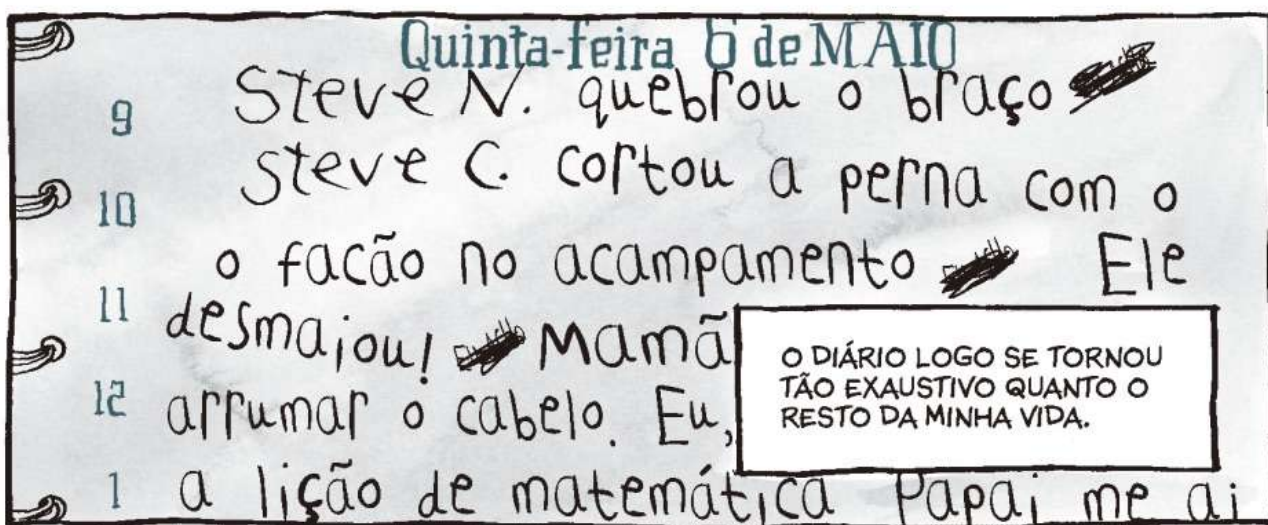 Quinta-feira 6 de MAIO
9 Steve N. quebrou o braço
Steve C. cortou a perna com o
10
o facão no acampamento Ele
11 desmaiou! Mamã
12 arrumar o cabelo. Eu,
1 a lição de matemática Papai me aj
O DIÁRIO LOGO SE TORNOU
TÃO EXAUSTIVO QUANTO O
RESTO DA MINHA VIDA.